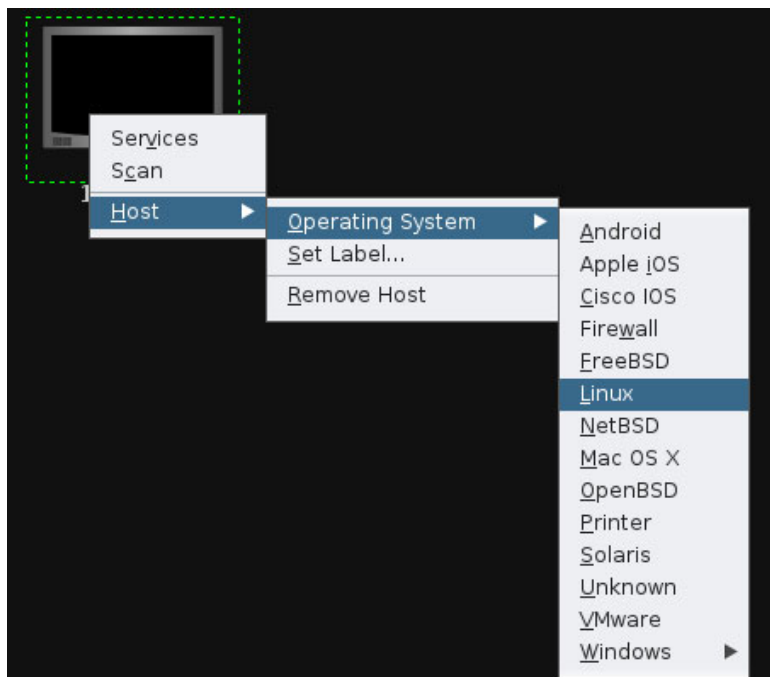 Services
Scan
Host
Operating System
Set Label...
Remove Host
Android
Apple iOS
Cisco IOS
Firewall
FreeBSD
Linux
NetBSD
Mac OS X
OpenBSD
Printer
Solaris
Unknown
VMware
Windows